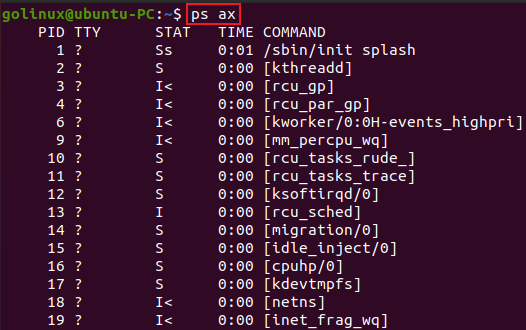 golinux@ubuntu-PC:~$ ps ax
PID TTY STAT TIME COMMAND
1 ? Ss 0:01 /sbin/init splash
2 ? S 0:00 [kthreadd]
3 ? I< 0:00 [rcu_gp]
4 ? I< 0:00 [rcu_par_gp]
6 ? I< 0:00 [kworker/0:0H-events_highpri]
9 ? I< 0:00 [mm_percpu_wq]
10 ? S 0:00 [rcu_tasks_rude_]
11 ? S 0:00 [rcu_tasks_trace]
12 ? S 0:00 [ksoftirqd/0]
13 ? I 0:00 [rcu_sched]
14 ? S 0:00 [migration/0]
15 ? S 0:00 [idle_inject/0]
16 ? S 0:00 [cpuhp/0]
17 ? S 0:00 [kdevtmpfs]
18 ? I< 0:00 [netns]
19 ? I< 0:00 [inet_frag_wq]